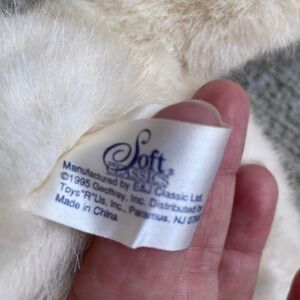 Soft
CLASSICS
Manufactured by E&J Classic Ltd.
©1995 Geoffrey, Inc. Distributed by
Toys "R" Us, Inc. Paramus, NJ
Made in China